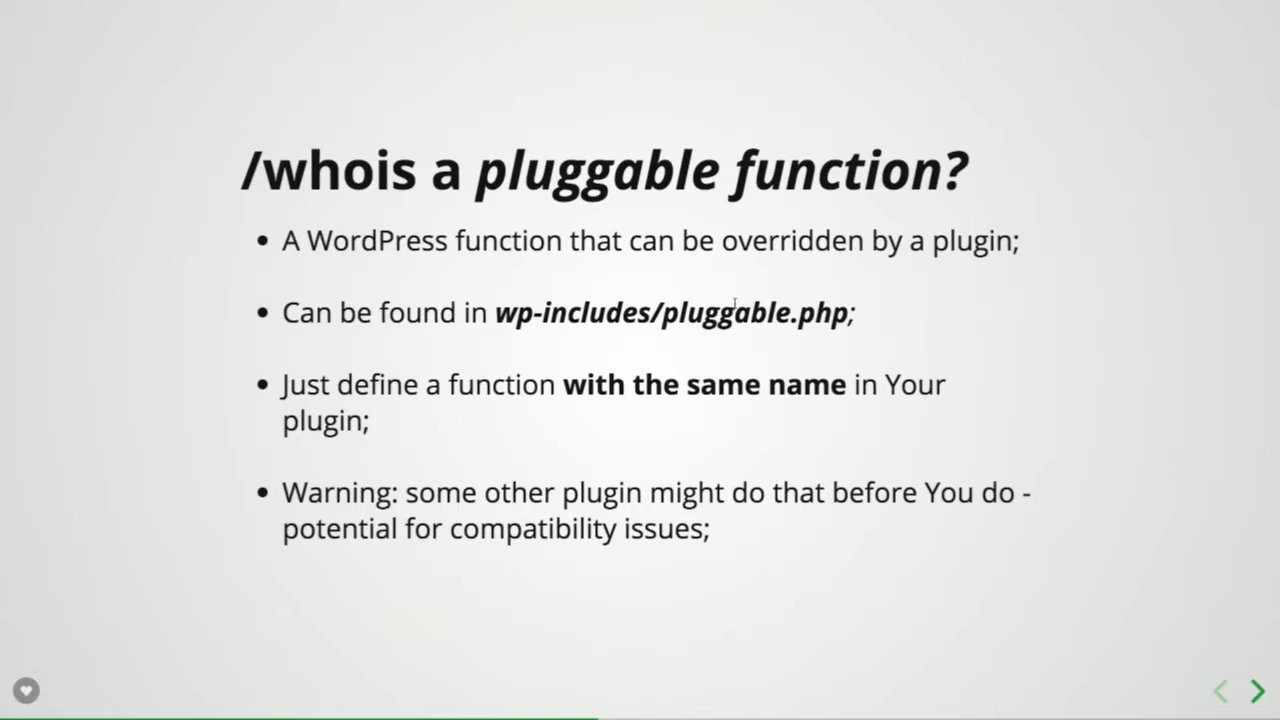 /whois a pluggable function?
A WordPress function that can be overridden by a plugin;
Can be found in wp-includes/pluggable.php;
Just define a function with the same name in Your
plugin;
Warning: some other plugin might do that before You do -
potential for compatibility issues;